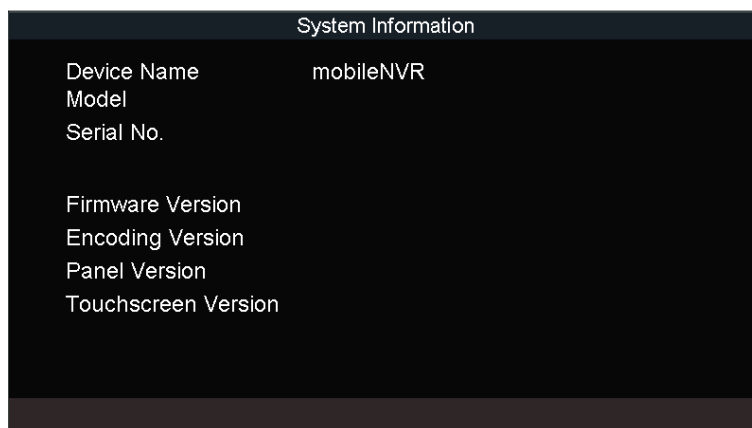 System Information
Device Name mobileNVR
Model
Serial No.
Firmware Version
Encoding Version
Panel Version
Touchscreen Version